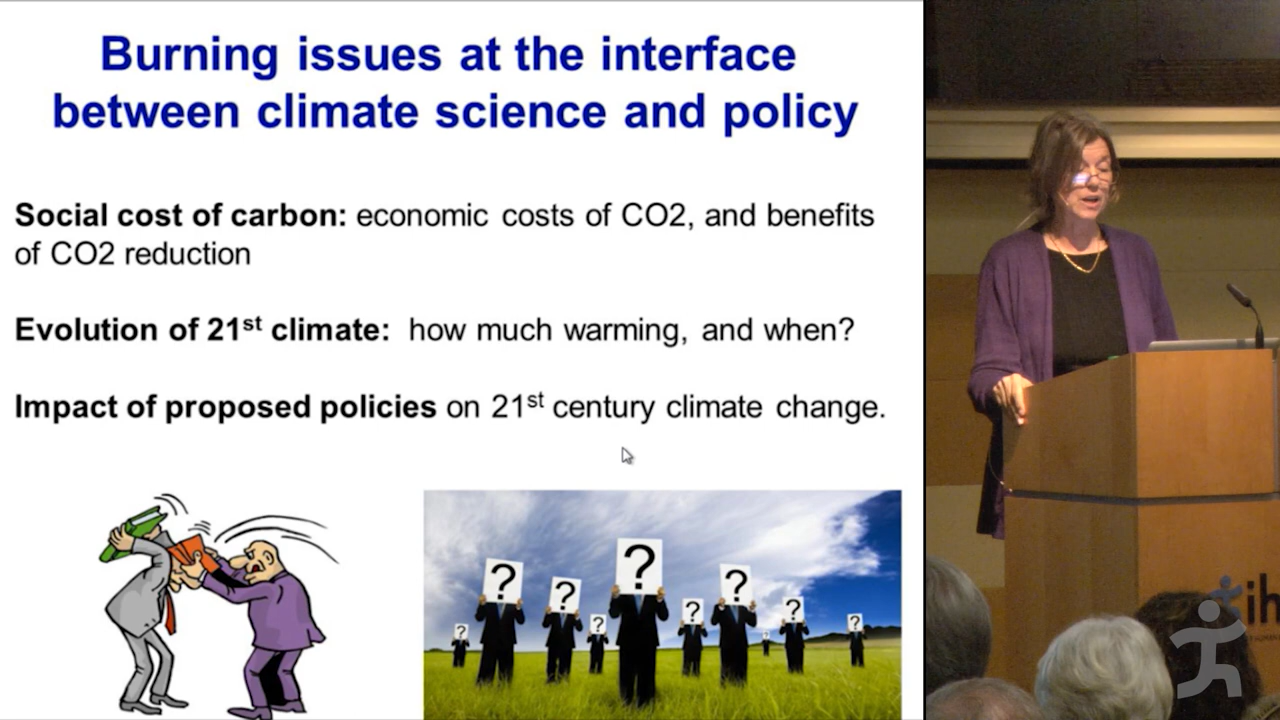 Burning issues at the interface
between climate science and policy
Social cost of carbon: economic costs of CO2, and benefits
of CO2 reduction
Evolution of 21st climate: how much warming, and when?
Impact of proposed policies on 21st century climate change.
?
?
?
?
?
?
?
?
?
?
ih